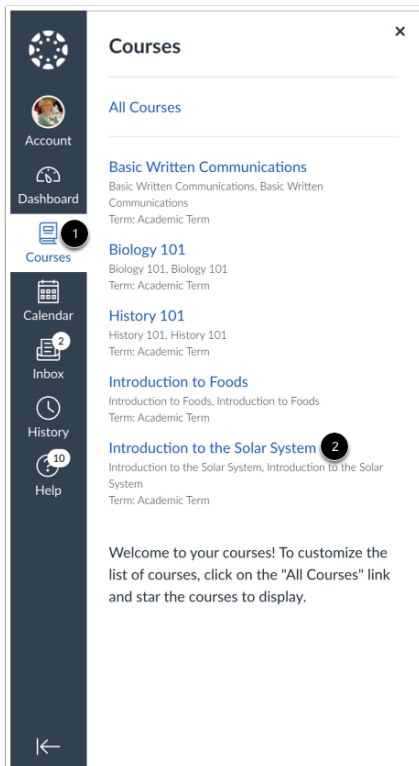 Courses
×
All Courses
Account
Dashboard
Courses
1
Calendar
2
Inbox
History
10
Help
Basic Written Communications
Basic Written Communications, Basic Written
Communications
Term: Academic Term
Biology 101
Biology 101, Biology 101
Term: Academic Term
History 101
History 101, History 101
Term: Academic Term
Introduction to Foods
Introduction to Foods, Introduction to Foods
Term: Academic Term
Introduction to the Solar System 2
Introduction to the Solar System, Introduction to the Solar
System
Term: Academic Term
Welcome to your courses! To customize the
list of courses, click on the "All Courses" link
and star the courses to display.